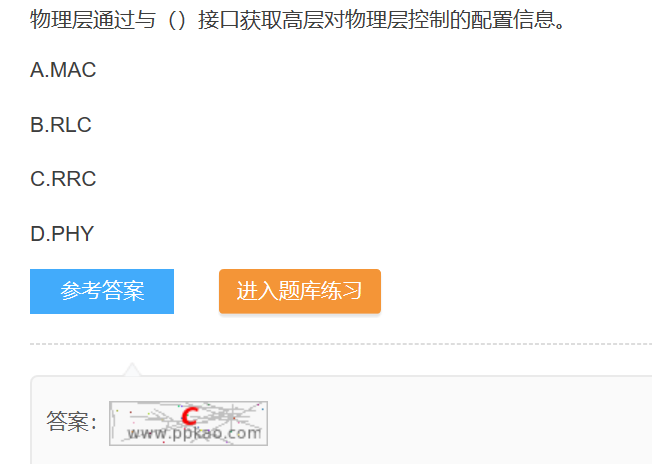 物理层通过与（）接口获取高层对物理层控制的配置信息。
A.MAC
B.RLC
C.RRC
D.PHY
参考答案 进入题库练习
答案：C
www.ppkao.com